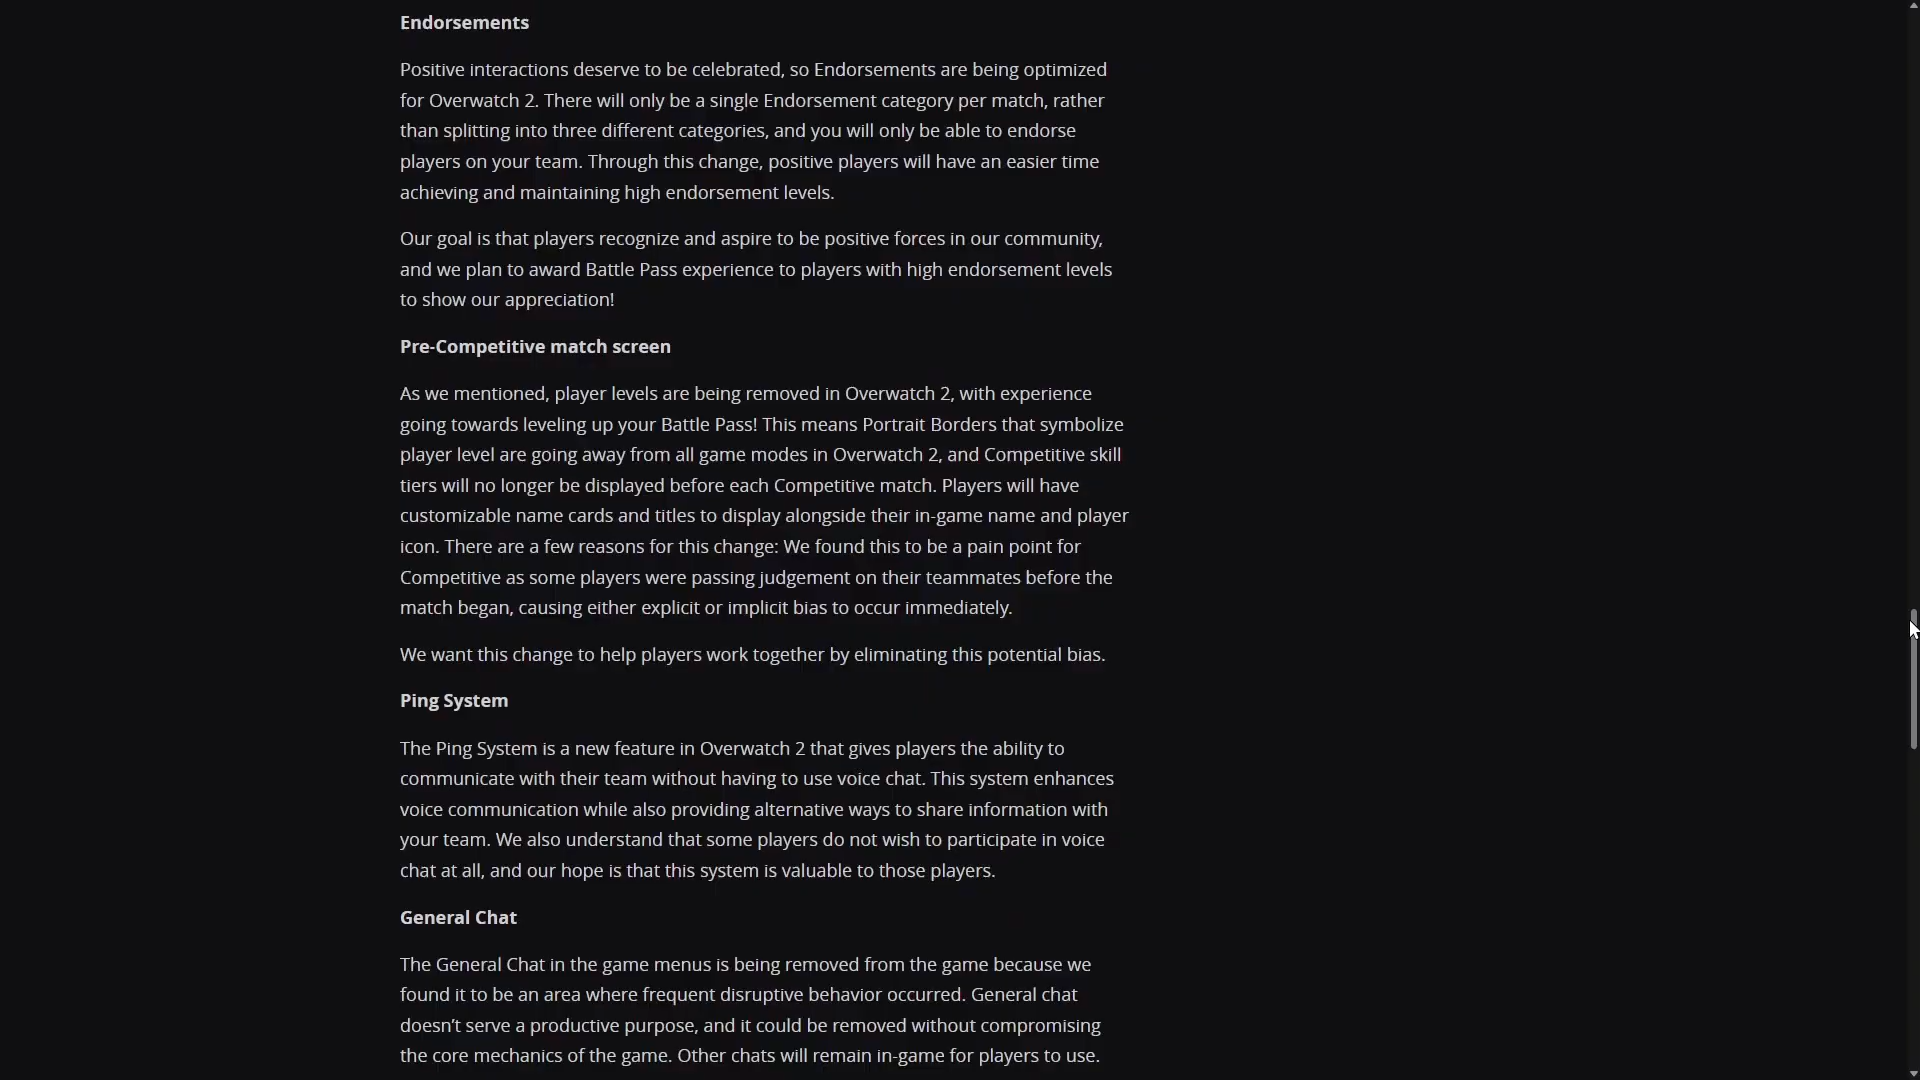 Endorsements
Positive interactions deserve to be celebrated, so Endorsements are being optimized
for Overwatch 2. There will only be a single Endorsement category per match, rather
than splitting into three different categories, and you will only be able to endorse
players on your team. Through this change, positive players will have an easier time
achieving and maintaining high endorsement levels.
Our goal is that players recognize and aspire to be positive forces in our community,
and we plan to award Battle Pass experience to players with high endorsement levels
to show our appreciation!
Pre-Competitive match screen
As we mentioned, player levels are being removed in Overwatch 2, with experience
going towards leveling up your Battle Pass! This means Portrait Borders that symbolize
player level are going away from all game modes in Overwatch 2, and Competitive skill
tiers will no longer be displayed before each Competitive match. Players will have
customizable name cards and titles to display alongside their in-game name and player
icon. There are a few reasons for this change: We found this to be a pain point for
Competitive as some players were passing judgement on their teammates before the
match began, causing either explicit or implicit bias to occur immediately.
We want this change to help players work together by eliminating this potential bias.
Ping System
The Ping System is a new feature in Overwatch 2 that gives players the ability to
communicate with their team without having to use voice chat. This system enhances
voice communication while also providing alternative ways to share information with
your team. We also understand that some players do not wish to participate in voice
chat at all, and our hope is that this system is valuable to those players.
General Chat
The General Chat in the game menus is being removed from the game because we
found it to be an area where frequent disruptive behavior occurred. General chat
doesn’t serve a productive purpose, and it could be removed without compromising
the core mechanics of the game. Other chats will remain in-game for players to use.